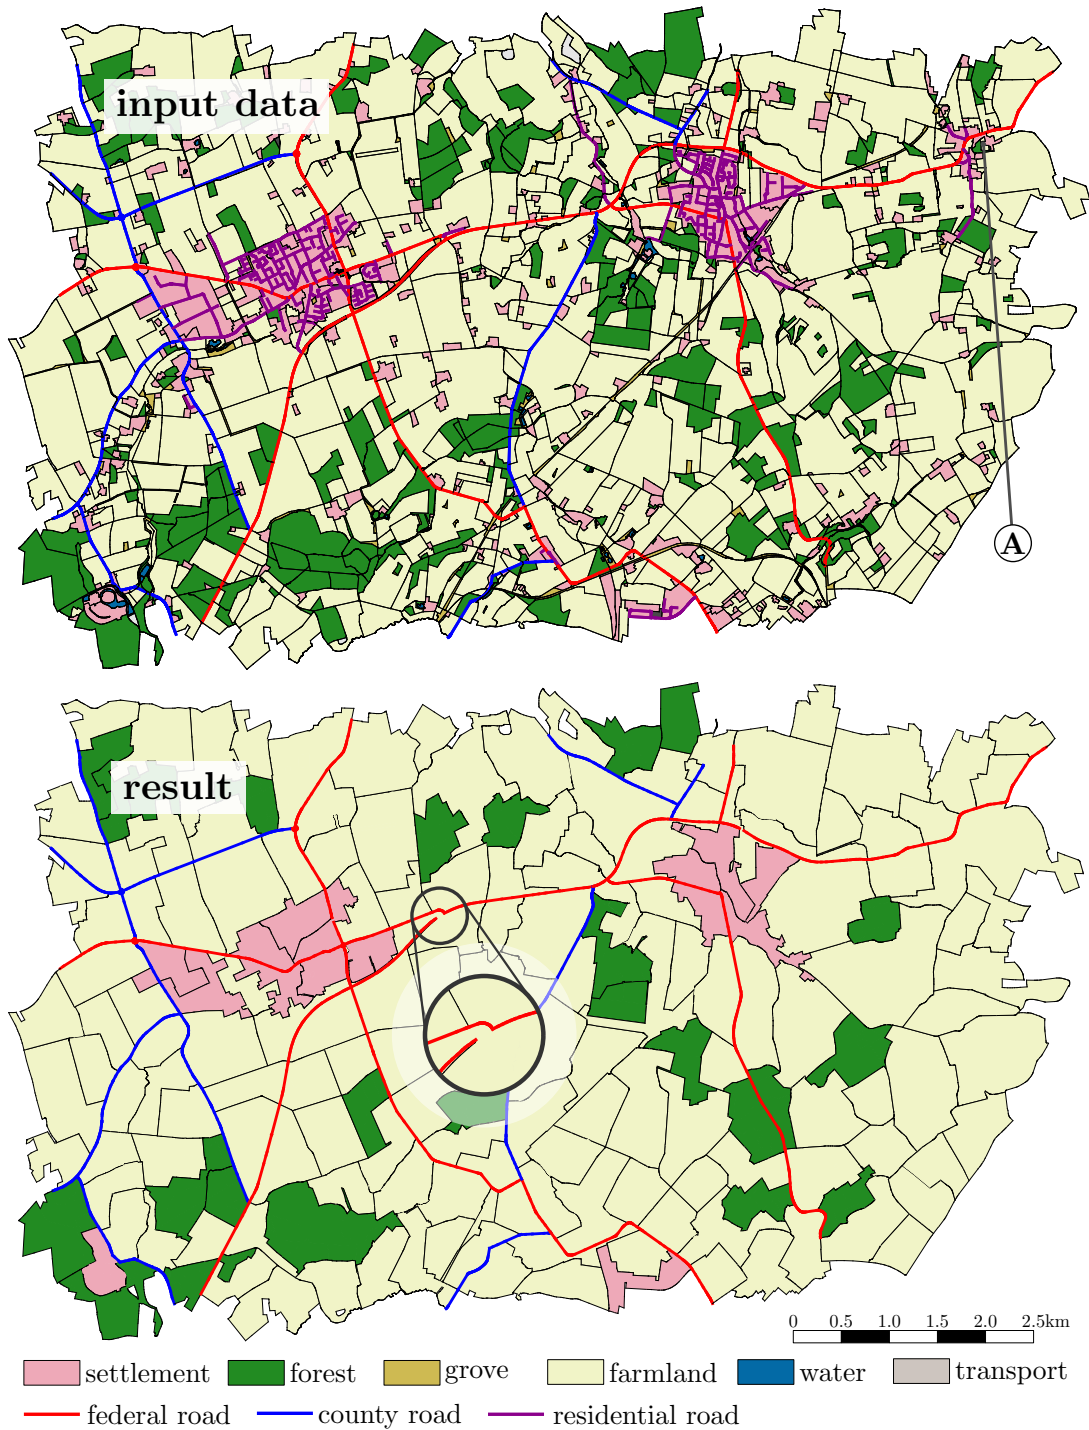 input data
A
result
0 0.5 1.0 1.5 2.0 2.5km
settlement forest grove farmland water transport
federal road county road residential road